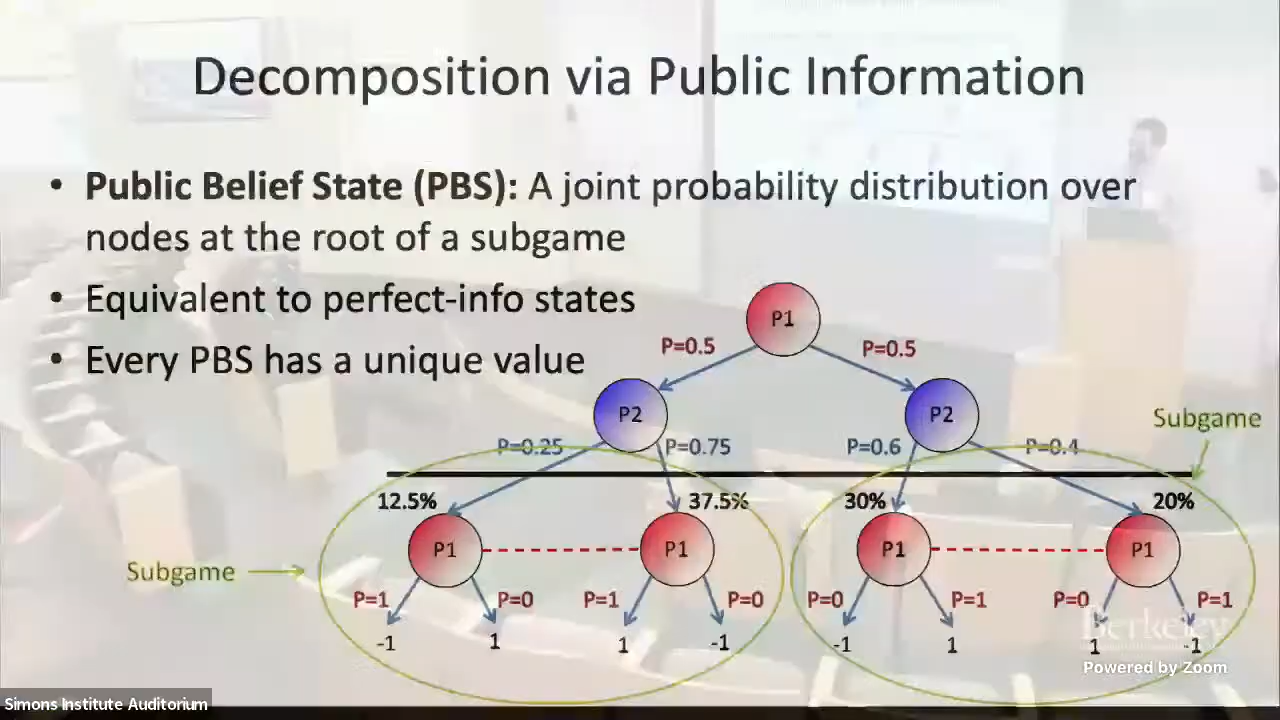 Decomposition via Public Information
• Public Belief State (PBS): A joint probability distribution over
nodes at the root of a subgame
• Equivalent to perfect-info states
• Every PBS has a unique value
P1
P=0.5 P=0.5
P2 P2
Subgame
P=0.25 P=0.75 P=0.6 P=0.4
12.5% 37.5% 30% 20%
P1 P1 P1 P1
Subgame
P=1 P=0 P=1 P=0 P=0 P=1 P=0 P=1
-1 1 1 -1 -1 1 1 -1
Berkeley
Powered by Zoom
Simons Institute Auditorium